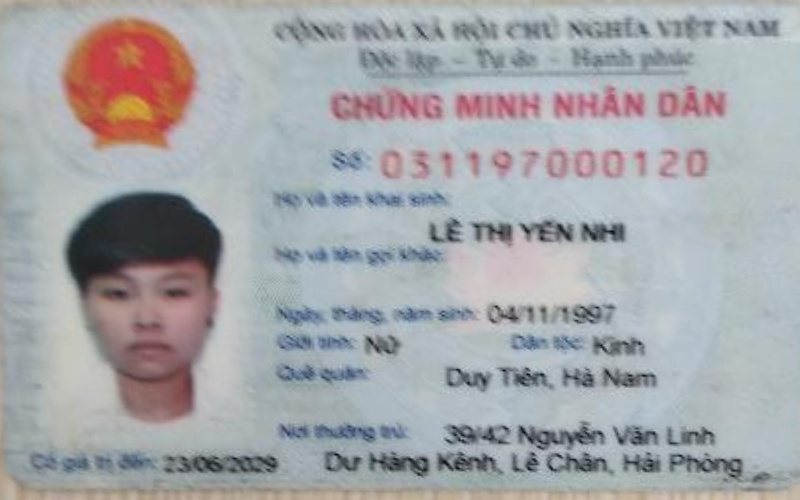 CỘNG HÒA XÃ HỘI CHỦ NGHĨA VIỆT NAM
Độc lập - Tự do - Hạnh phúc
CHỨNG MINH NHÂN DÂN
Số: 031197000120
Họ và tên khai sinh:
LÊ THỊ YẾN NHI
Họ và tên gọi khác:
Ngày, tháng, năm sinh: 04/11/1997
Giới tính: Nữ Dân tộc: Kinh
Quê quán: Duy Tiên, Hà Nam
Nơi thường trú: 39/42 Nguyễn Văn Linh
Có giá trị đến: 23/06/2029 Dư Hàng Kênh, Lê Chân, Hải Phòng